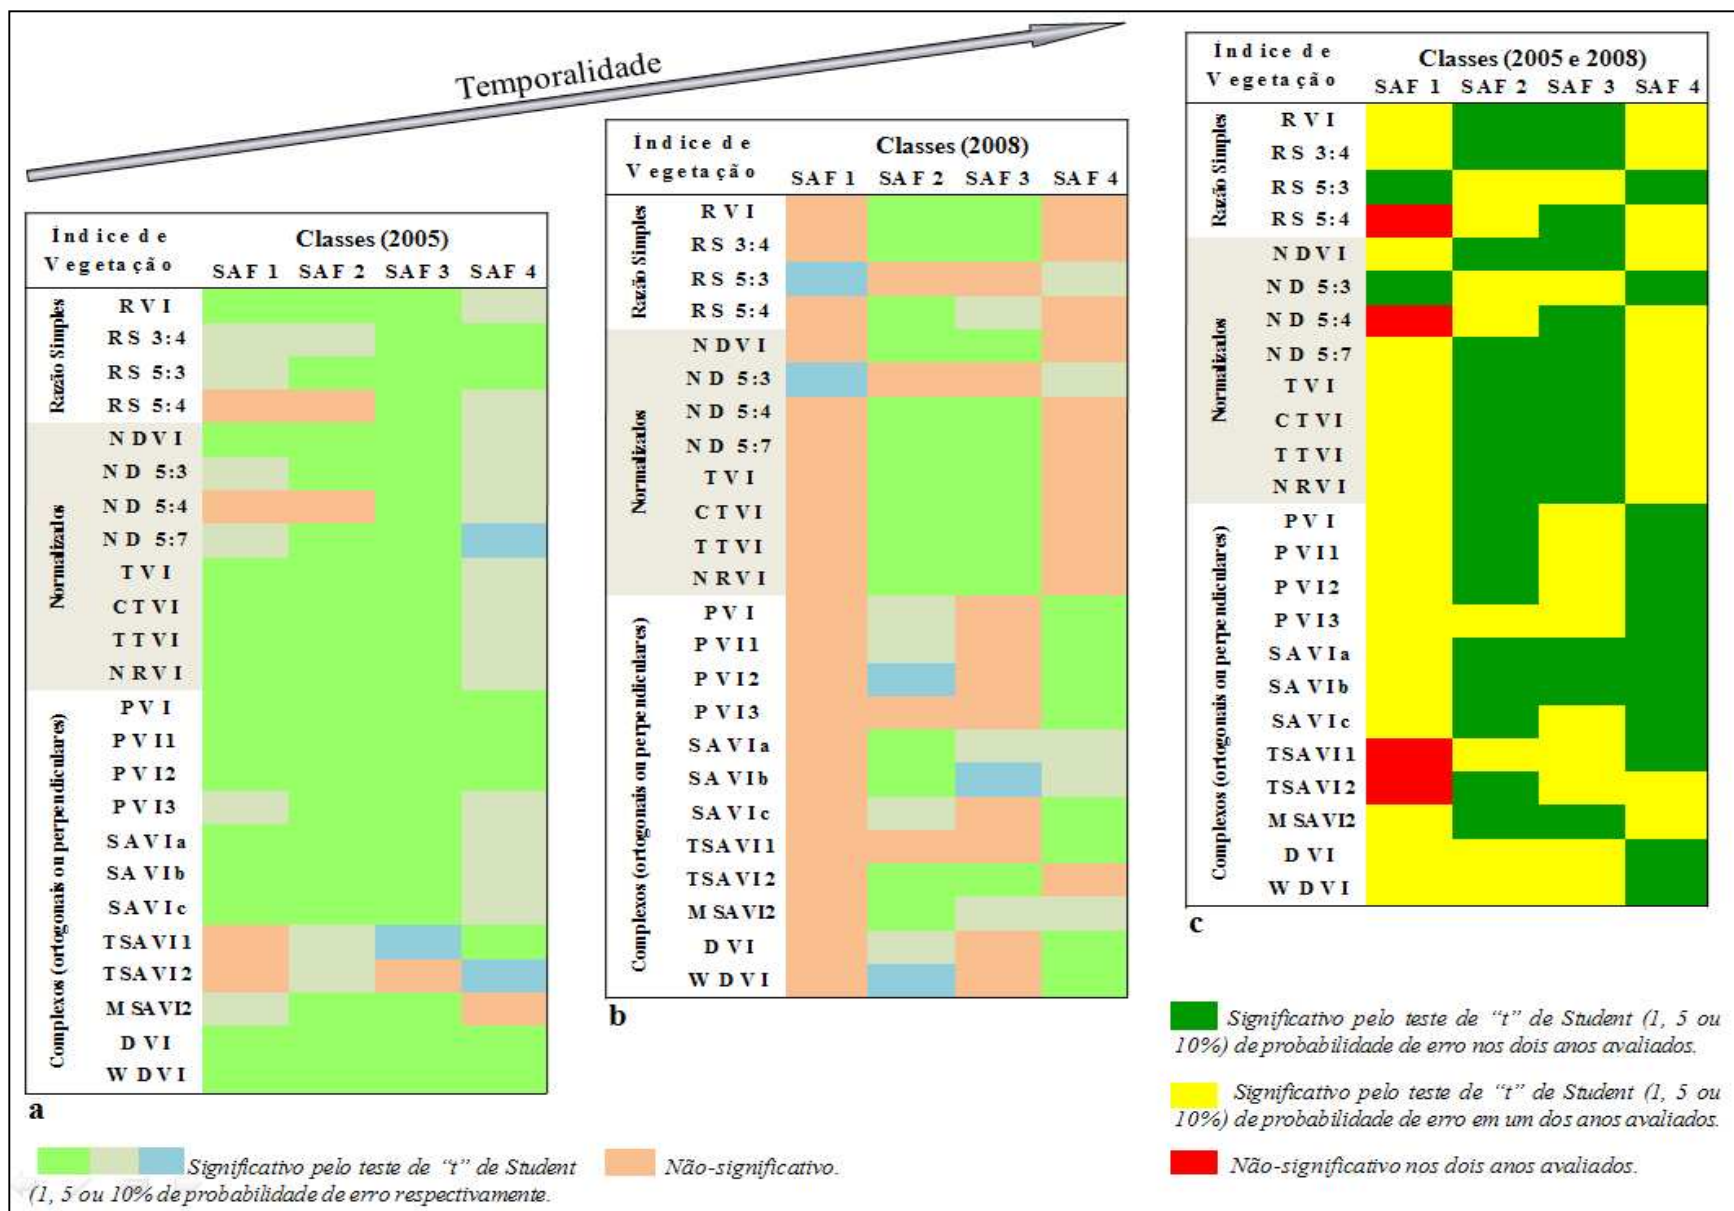 Temporalidade
Índice de Vegetação
Classes (2005)
SAF 1 SAF 2 SAF 3 SAF 4
Razão Simples
RVI
RS 3:4
RS 5:3
RS 5:4
Normalizados
NDVI
ND 5:3
ND 5:4
ND 5:7
TVI
CTVI
TTVI
NRVI
Complexos (ortogonais ou perpendiculares)
PVI
PVI1
PVI2
PVI3
SAVIa
SAVIb
SAVIc
TSAVI1
TSAVI2
MSAVI2
DVI
WDVI
a
Significativo pelo teste de “t” de Student
(1, 5 ou 10% de probabilidade de erro respectivamente.
Não-significativo.
Índice de Vegetação
Classes (2008)
SAF 1 SAF 2 SAF 3 SAF 4
Razão Simples
RVI
RS 3:4
RS 5:3
RS 5:4
Normalizados
NDVI
ND 5:3
ND 5:4
ND 5:7
TVI
CTVI
TTVI
NRVI
Complexos (ortogonais ou perpendiculares)
PVI
PVI1
PVI2
PVI3
SAVIa
SAVIb
SAVIc
TSAVI1
TSAVI2
MSAVI2
DVI
WDVI
b
Índice de Vegetação
Classes (2005 e 2008)
SAF 1 SAF 2 SAF 3 SAF 4
Razão Simples
RVI
RS 3:4
RS 5:3
RS 5:4
Normalizados
NDVI
ND 5:3
ND 5:4
ND 5:7
TVI
CTVI
TTVI
NRVI
Complexos (ortogonais ou perpendiculares)
PVI
PVI1
PVI2
PVI3
SAVIa
SAVIb
SAVIc
TSAVI1
TSAVI2
MSAVI2
DVI
WDVI
c
Significativo pelo teste de “t” de Student (1, 5 ou
10%) de probabilidade de erro nos dois anos avaliados.
Significativo pelo teste de “t” de Student (1, 5 ou
10%) de probabilidade de erro em um dos anos avaliados.
Não-significativo nos dois anos avaliados.